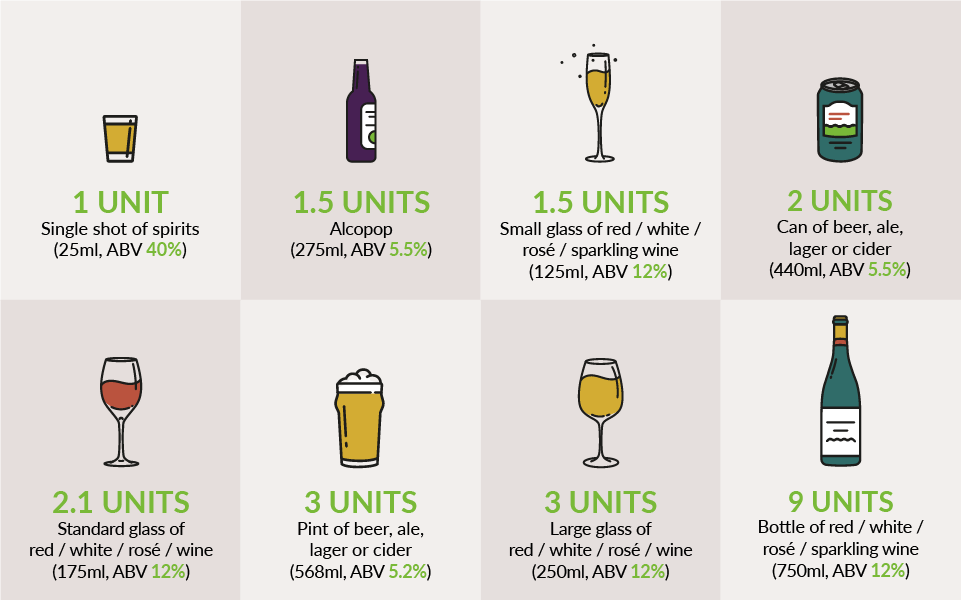 1 UNIT
Single shot of spirits
(25ml, ABV 40%)
1.5 UNITS
Alcopop
(275ml, ABV 5.5%)
1.5 UNITS
Small glass of red / white /
rosé / sparkling wine
(125ml, ABV 12%)
2 UNITS
Can of beer, ale,
lager or cider
(440ml, ABV 5.5%)
2.1 UNITS
Standard glass of
red / white / rosé / wine
(175ml, ABV 12%)
3 UNITS
Pint of beer, ale,
lager or cider
(568ml, ABV 5.2%)
3 UNITS
Large glass of
red / white / rosé / wine
(250ml, ABV 12%)
9 UNITS
Bottle of red / white /
rosé / sparkling wine
(750ml, ABV 12%)